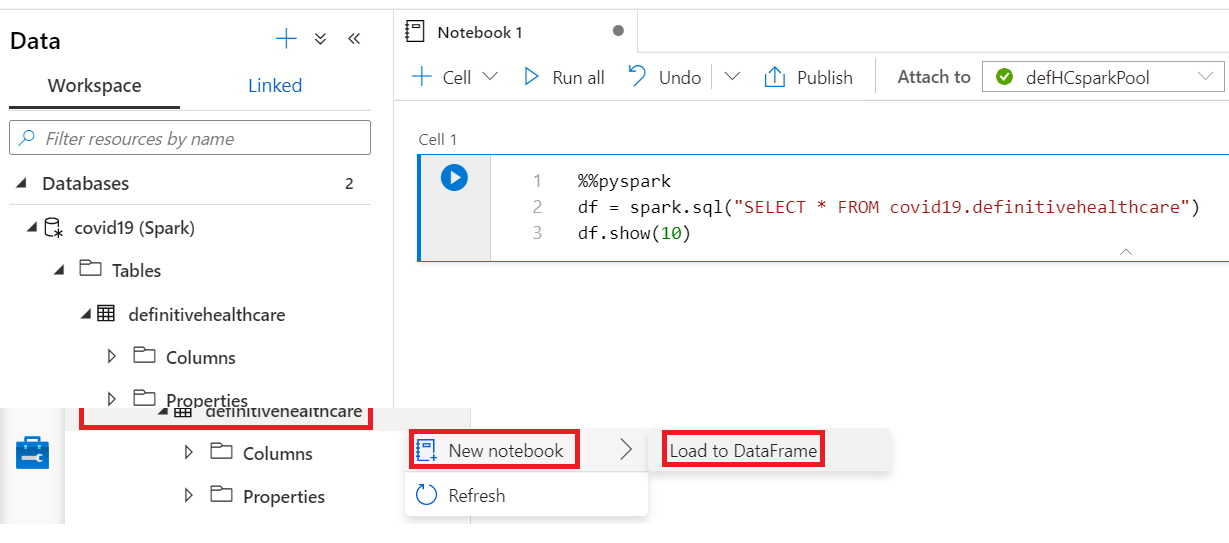 Data
Workspace Linked
Filter resources by name
Databases 2
covid19 (Spark)
Tables
definitivehealthcare
Columns
Properties
Notebook 1
Cell Run all Undo Publish Attach to defHCsparkPool
Cell 1
1 %%pyspark
2 df = spark.sql("SELECT * FROM covid19.definitivehealthcare")
3 df.show(10)
definitivehealthcare
Columns
Properties
New notebook
Load to DataFrame
Refresh